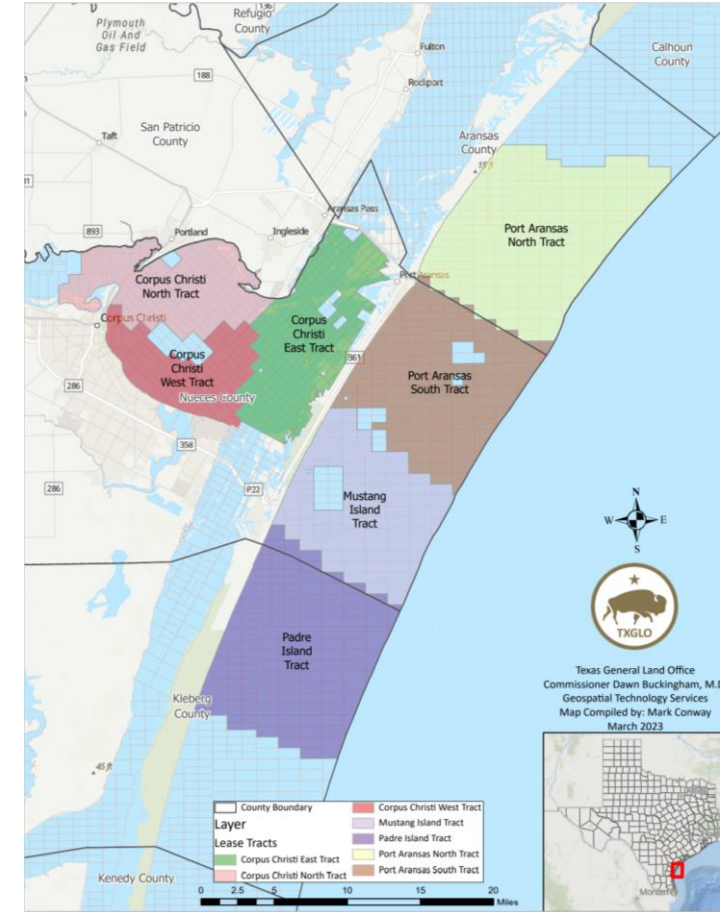 136
Plymouth
Oil And
Gas Field
Refugio
County
Calhoun
County
Fulton
188
Rockport
Taft
San Patricio
County
Aransas
County
Aransas Pass
893
Portland
Ingleside
Port Aransas
North Tract
Corpus Christi
North Tract
Port Aransas
Corpus Christi
Corpus
Christi
East Tract
Corpus
Christi
West Tract
361
Port Aransas
South Tract
286
Nueces County
358
286
P22
Mustang
Island
Tract
N
W
E
S
TXGLO
Padre
Island
Tract
Texas General Land Office
Commissioner Dawn Buckingham, M.D
Geospatial Technology Services
Map Compiled by: Mark Conway
March 2023
Kleberg
County
45 ft
County Boundary
Layer
Lease Tracts
Corpus Christi East Tract
Corpus Christi North Tract
Corpus Christi West Tract
Mustang Island Tract
Padre Island Tract
Port Aransas North Tract
Port Aransas South Tract
Kenedy County
0 2.5 5 10 15 20
Miles
Monterrey